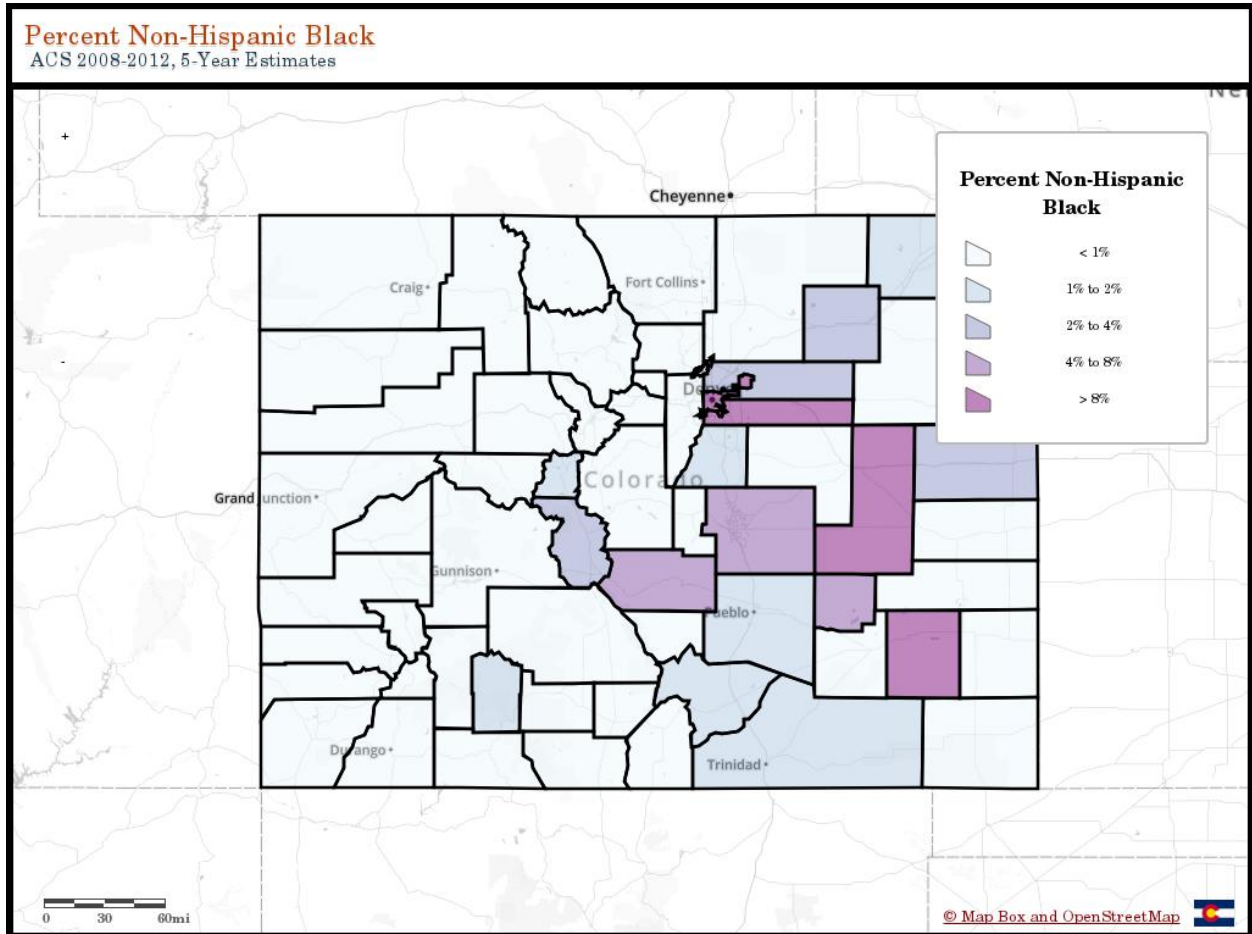 Percent Non-Hispanic Black
ACS 2008-2012, 5-Year Estimates
+
Cheyenne
Percent Non-Hispanic
Black
< 1%
1% to 2%
2% to 4%
4% to 8%
> 8%
Craig
Fort Collins
-
Colorado
Grand Junction
Gunnison
Pueblo
Durango
Trinidad
0 30 60mi
© Map Box and OpenStreetMap